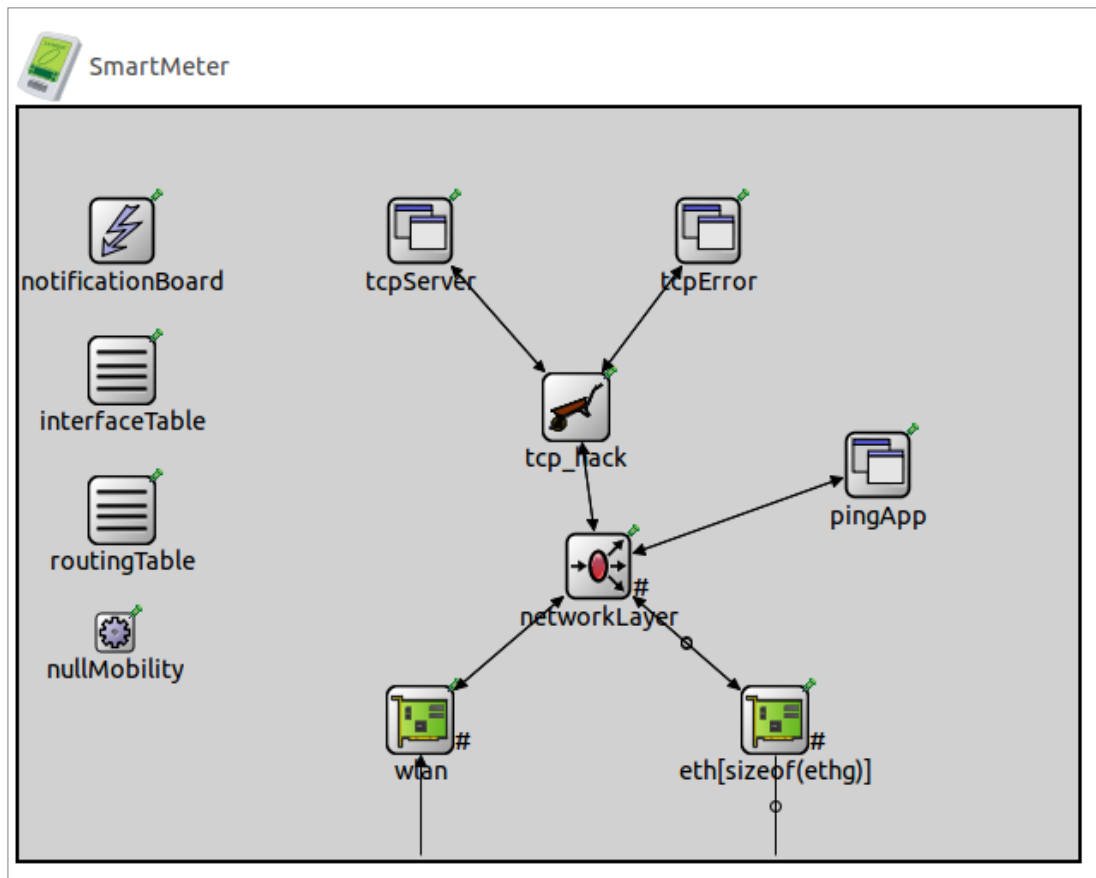 SmartMeter
notificationBoard
tcpServer
tcpError
interfaceTable
tcp_hack
pingApp
routingTable
networkLayer
#
nullMobility
wlan
#
eth[sizeof(ethg)]
#